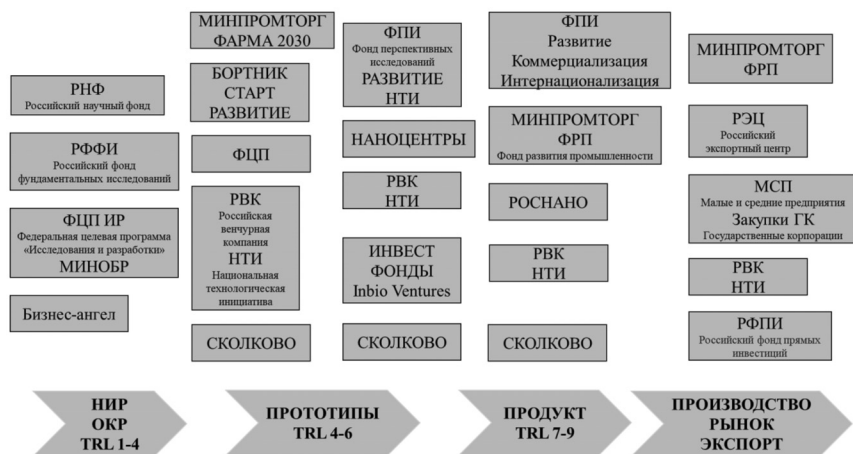 РНФ
Российский научный фонд
РФФИ
Российский фонд
фундаментальных исследований
ФЦП ИР
Федеральная целевая программа
«Исследования и разработки»
МИНОБР
Бизнес-ангел
МИНПРОМТОРГ
ФАРМА 2030
БОРТНИК
СТАРТ
РАЗВИТИЕ
ФЦП
РВК
Российская
венчурная
компания
НТИ
Национальная
технологическая
инициатива
СКОЛКОВО
ФПИ
Фонд перспективных
исследований
РАЗВИТИЕ
НТИ
НАНОЦЕНТРЫ
РВК
НТИ
ИНВЕСТ
ФОНДЫ
Inbio Ventures
СКОЛКОВО
ФПИ
Развитие
Коммерциализация
Интернационализация
МИНПРОМТОРГ
ФРП
Фонд развития промышленности
РОСНАНО
РВК
НТИ
СКОЛКОВО
МИНПРОМТОРГ
ФРП
РЭЦ
Российский
экспортный центр
МСП
Малые и средние предприятия
Закупки ГК
Государственные корпорации
РВК
НТИ
РФПИ
Российский фонд прямых
инвестиций
НИР
ОКР
TRL 1-4
ПРОТОТИПЫ
TRL 4-6
ПРОДУКТ
TRL 7-9
ПРОИЗВОДСТВО
РЫНОК
ЭКСПОРТ